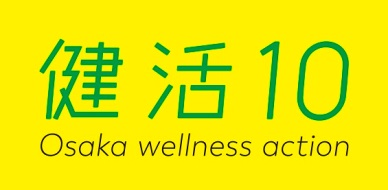 健活10
Osaka wellness action